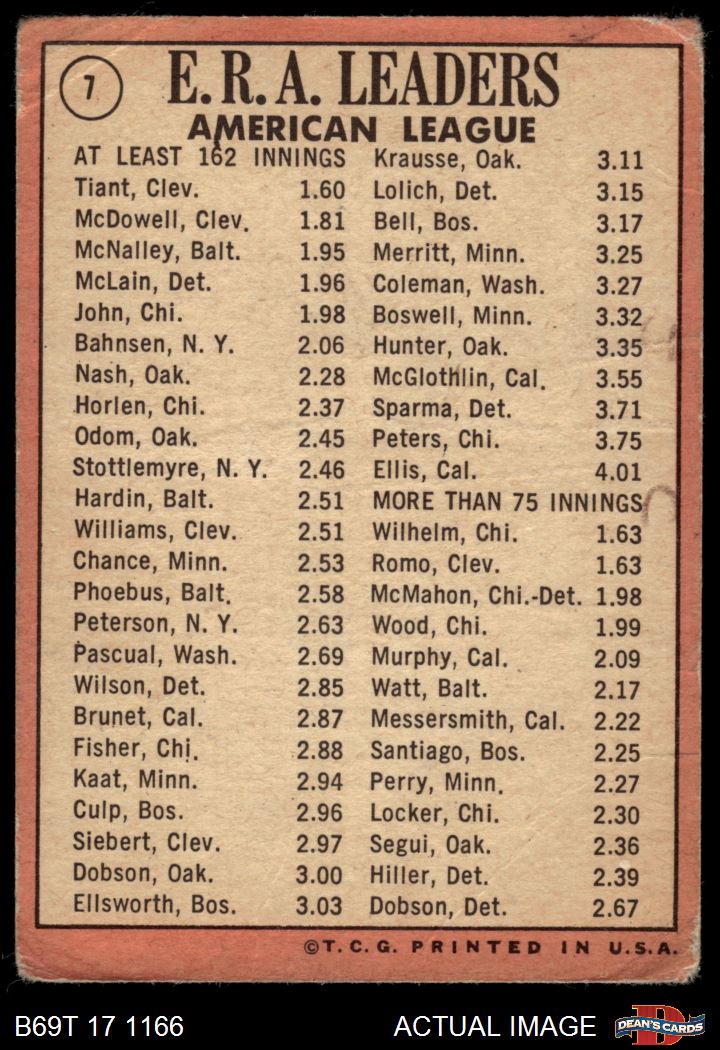 7
E. R. A. LEADERS
AMERICAN LEAGUE
AT LEAST 162 INNINGS
Tiant, Clev. 1.60
McDowell, Clev. 1.81
McNalley, Balt. 1.95
McLain, Det. 1.96
John, Chi. 1.98
Bahnsen, N. Y. 2.06
Nash, Oak. 2.28
Horlen, Chi. 2.37
Odom, Oak. 2.45
Stottlemyre, N. Y. 2.46
Hardin, Balt. 2.51
Williams, Clev. 2.51
Chance, Minn. 2.53
Phoebus, Balt. 2.58
Peterson, N. Y. 2.63
Pascual, Wash. 2.69
Wilson, Det. 2.85
Brunet, Cal. 2.87
Fisher, Chi. 2.88
Kaat, Minn. 2.94
Culp, Bos. 2.96
Siebert, Clev. 2.97
Dobson, Oak. 3.00
Ellsworth, Bos. 3.03
Krausse, Oak. 3.11
Lolich, Det. 3.15
Bell, Bos. 3.17
Merritt, Minn. 3.25
Coleman, Wash. 3.27
Boswell, Minn. 3.32
Hunter, Oak. 3.35
McGlothlin, Cal. 3.55
Sparma, Det. 3.71
Peters, Chi. 3.75
Ellis, Cal. 4.01
MORE THAN 75 INNINGS
Wilhelm, Chi. 1.63
Romo, Clev. 1.63
McMahon, Chi.-Det. 1.98
Wood, Chi. 1.99
Murphy, Cal. 2.09
Watt, Balt. 2.17
Messersmith, Cal. 2.22
Santiago, Bos. 2.25
Perry, Minn. 2.27
Locker, Chi. 2.30
Segui, Oak. 2.36
Hiller, Det. 2.39
Dobson, Det. 2.67
©T. C. G. PRINTED IN U.S.A.
B69T 17 1166
ACTUAL IMAGE
D
DEAN'S CARDS